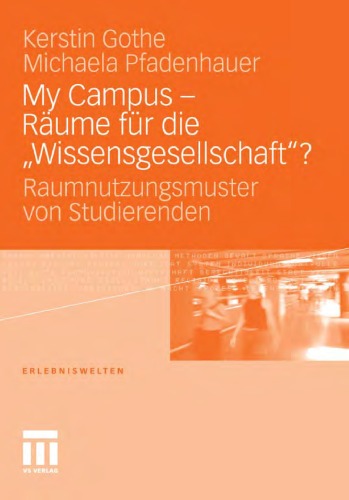 Kerstin Gothe
Michaela Pfadenhauer
My Campus –
Räume für die
„Wissensgesellschaft“?
Raumnutzungsmuster
von Studierenden
ERLEBNISWELTEN
VS VERLAG